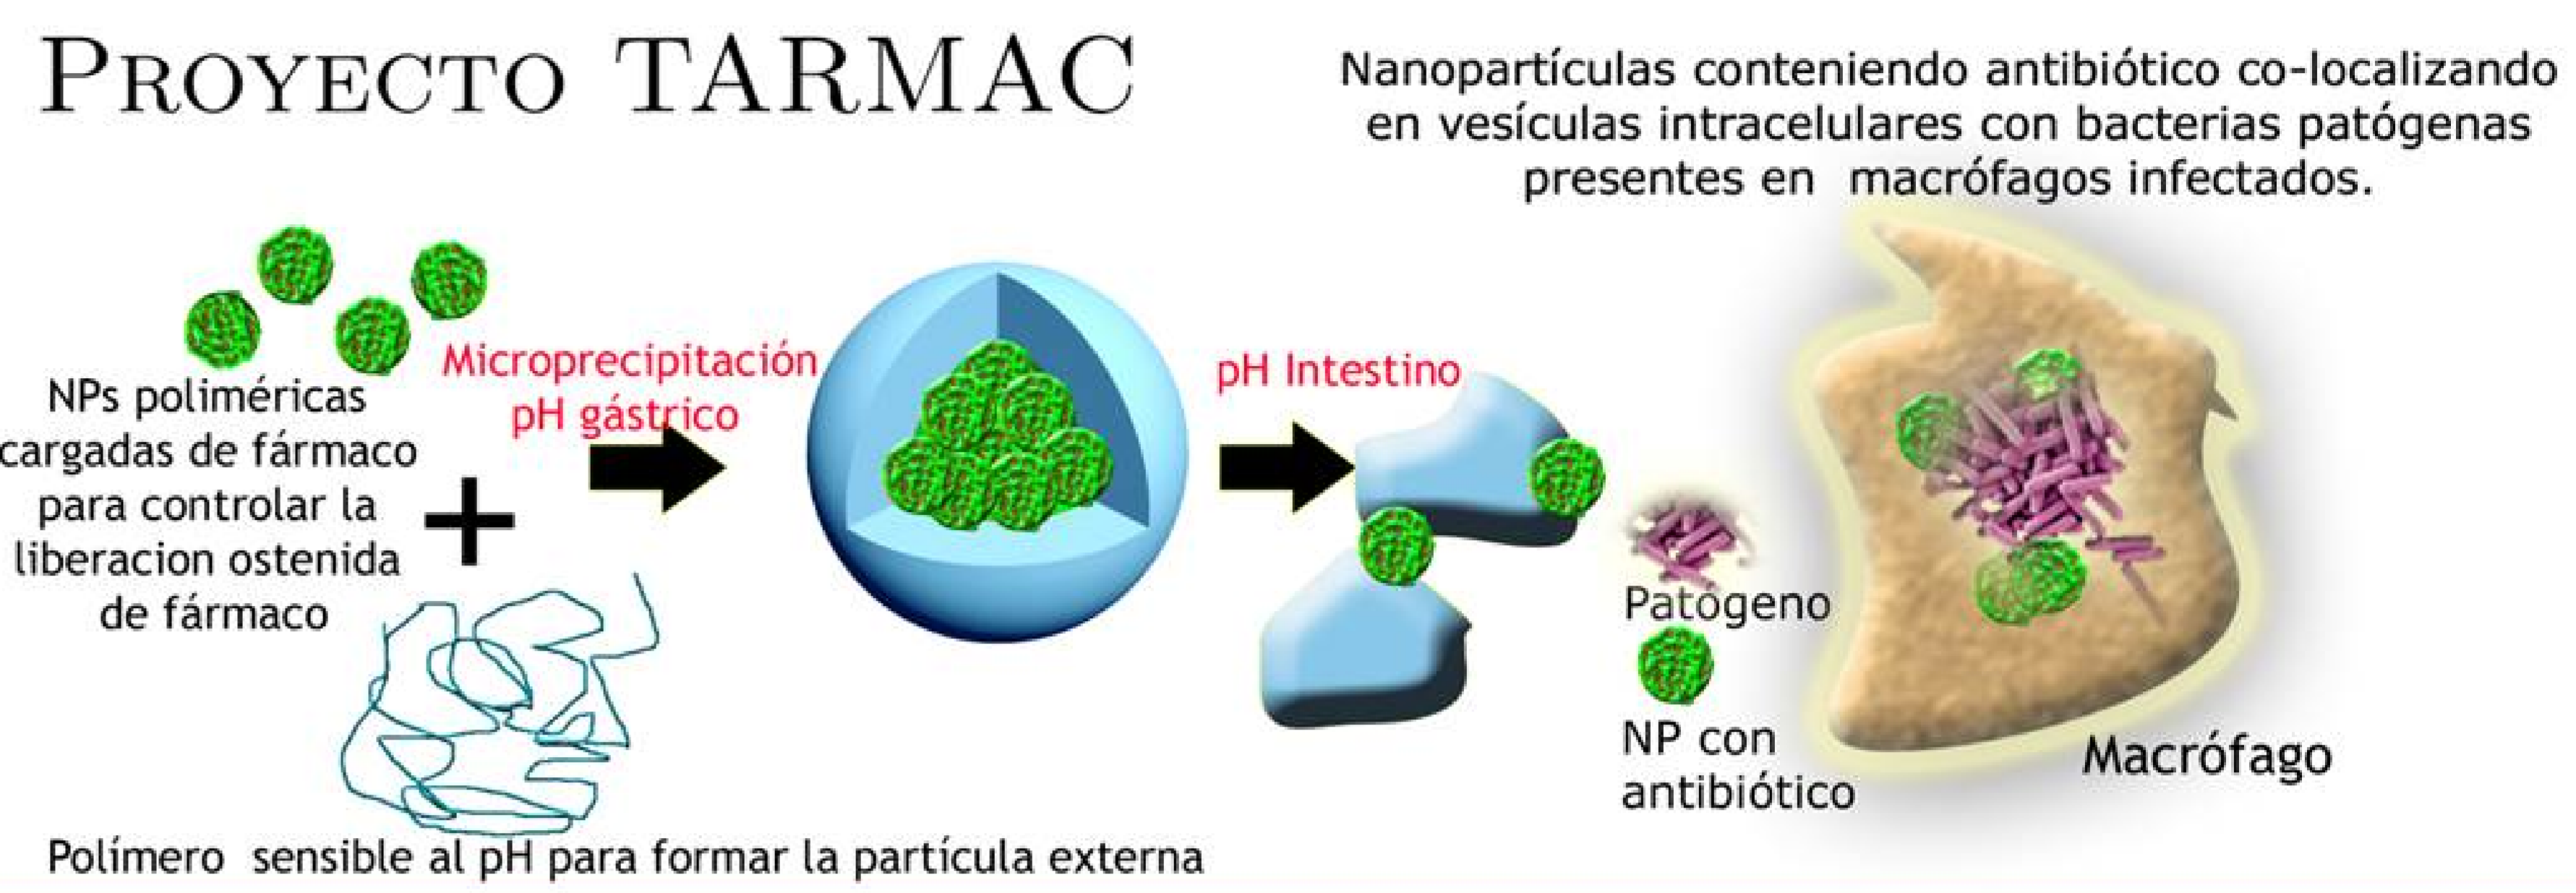 PROYECTO TARMAC
Nanopartículas conteniendo antibiótico co-localizando
en vesículas intracelulares con bacterias patógenas
presentes en macrófagos infectados.
NPs poliméricas
cargadas de fármaco
para controlar la
liberacion ostenida
de fármaco
+
Microprecipitación
pH gástrico
pH Intestino
Patógeno
NP con
antibiótico
Macrófago
Polímero sensible al pH para formar la partícula externa